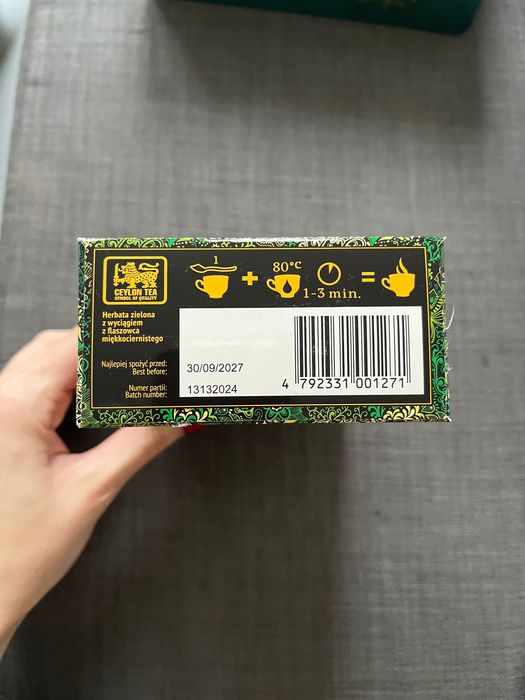 CEYLON TEA
SYMBOL OF QUALITY
1
+
80°C
1-3 min.
=
Herbata zielona
z wyciągiem
z flaszowca
miękkociernistego
Najlepiej spożyć przed:
Best before:
30/09/2027
Numer partii:
Batch number:
13132024
4 792331 001271